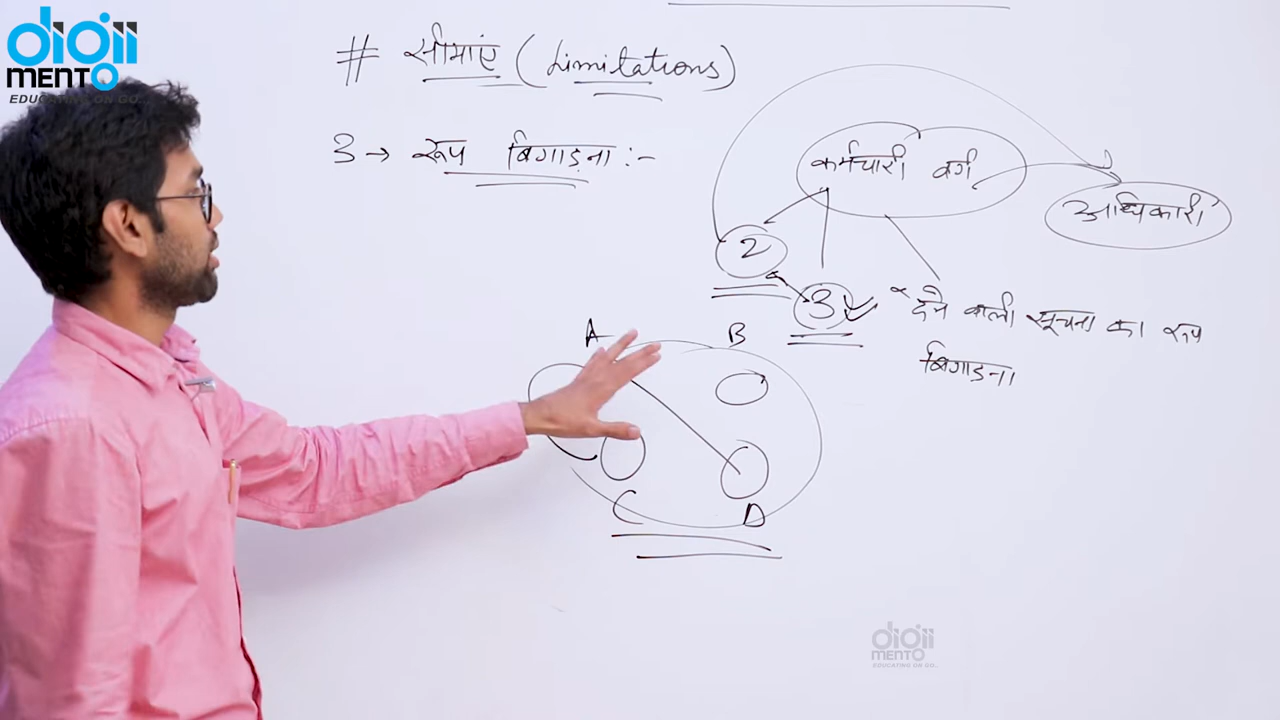 digii
MENTO
EDUCATING ON GO...
# सीमाएं (Limitations)
3 → रूप बिगाड़ना :-
कर्मचारी वर्ग
अधिकारी
2
3
देने वाली सूचना का रूप
बिगाड़ना
A
B
C
D
digii
MENTO
EDUCATING ON GO...